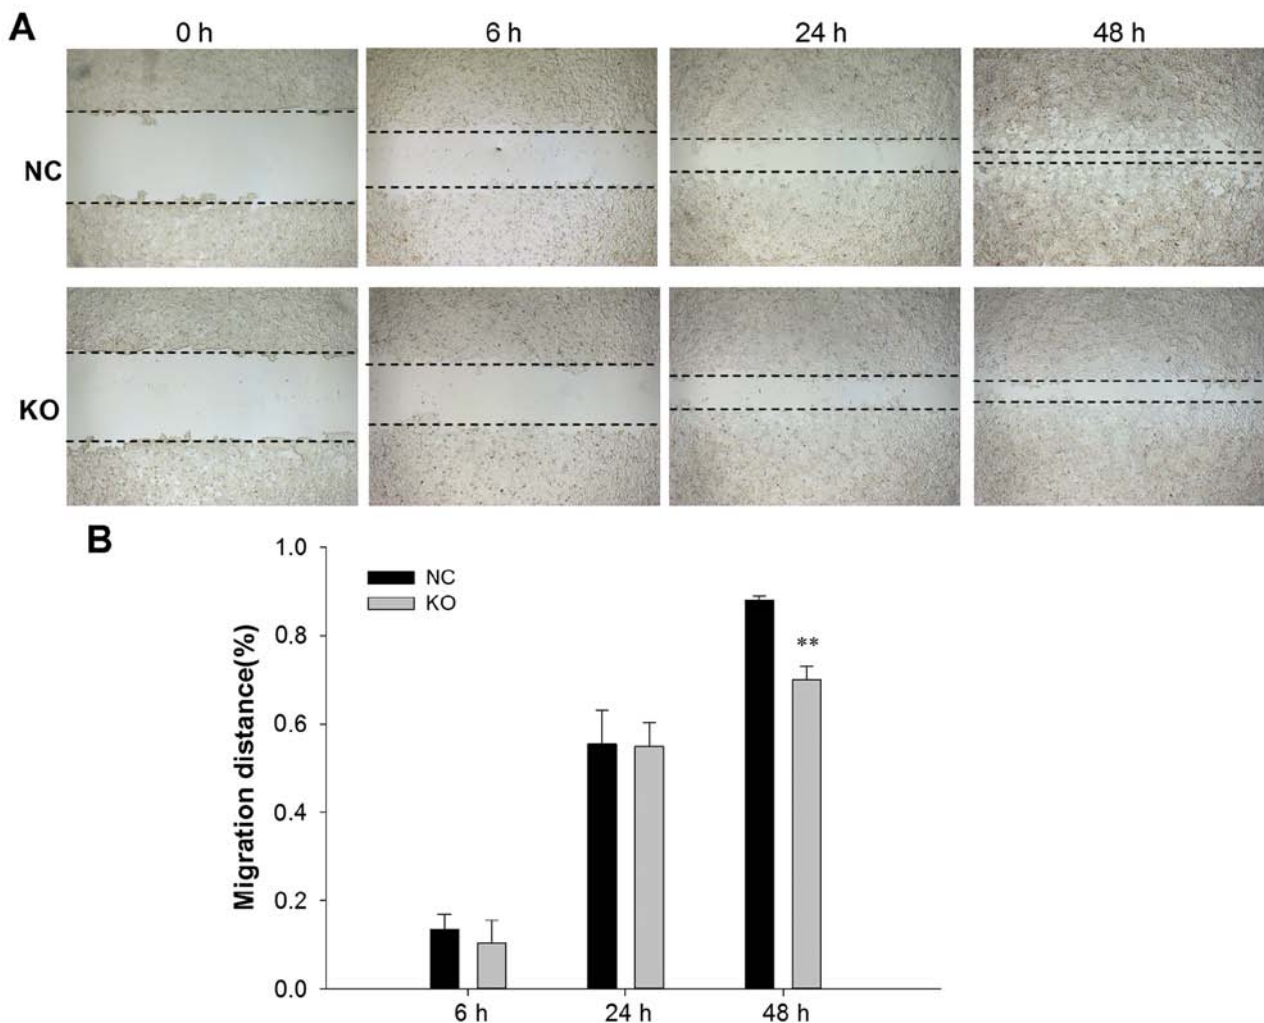 A
0 h 6 h 24 h 48 h
NC
KO
B
1.0
NC
KO
0.8
**
0.6
0.4
0.2
0.0
Migration distance(%)
6 h 24 h 48 h